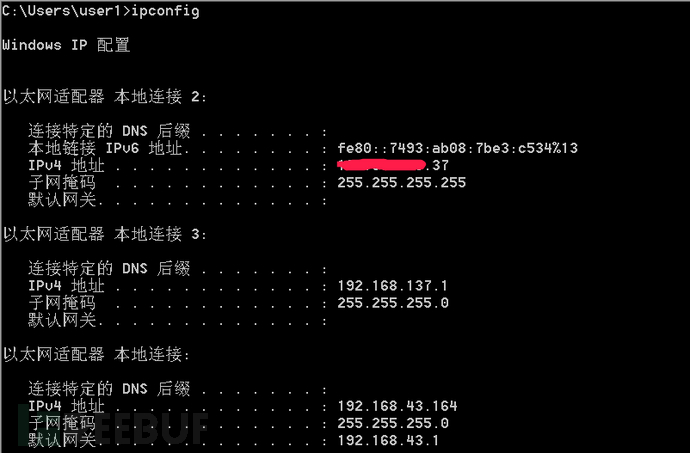 C:\Users\user1>ipconfig
Windows IP 配置
以太网适配器 本地连接 2:
连接特定的 DNS 后缀 . . . . . . . :
本地链接 IPv6 地址. . . . . . . . : fe80::7493:ab08:7be3:c534%13
IPv4 地址 . . . . . . . . . . . . : .37
子网掩码 . . . . . . . . . . . . : 255.255.255.255
默认网关. . . . . . . . . . . . . :
以太网适配器 本地连接 3:
连接特定的 DNS 后缀 . . . . . . . :
IPv4 地址 . . . . . . . . . . . . : 192.168.137.1
子网掩码 . . . . . . . . . . . . : 255.255.255.0
默认网关. . . . . . . . . . . . . :
以太网适配器 本地连接:
连接特定的 DNS 后缀 . . . . . . . :
IPv4 地址 . . . . . . . . . . . . : 192.168.43.164
子网掩码 . . . . . . . . . . . . : 255.255.255.0
默认网关. . . . . . . . . . . . . : 192.168.43.1